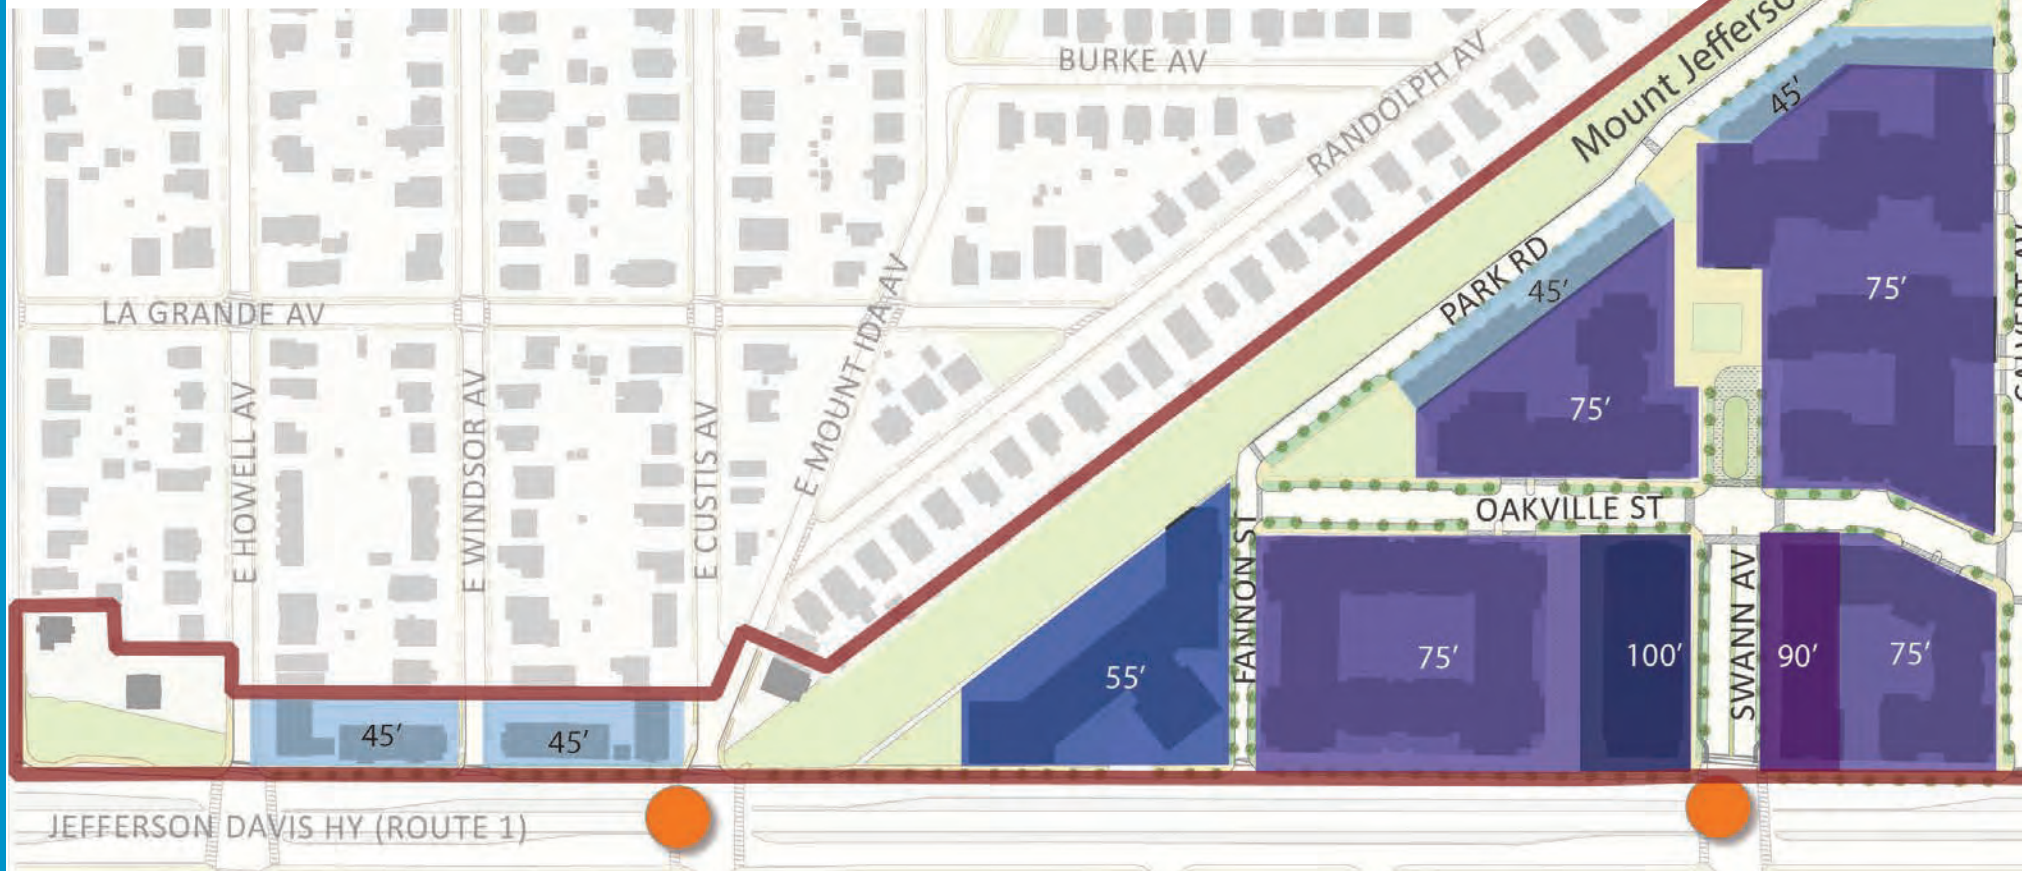 BURKE AV
RANDOLPH AV
Mount Jefferso
45'
LA GRANDE AV
E MOUNT IDA AV
PARK RD
45'
75'
75'
E HOWELL AV
E WINDSOR AV
E CUSTIS AV
OAKVILLE ST
FANNON ST
SWANN AV
55'
75'
100'
90'
75'
45'
45'
JEFFERSON DAVIS HY (ROUTE 1)